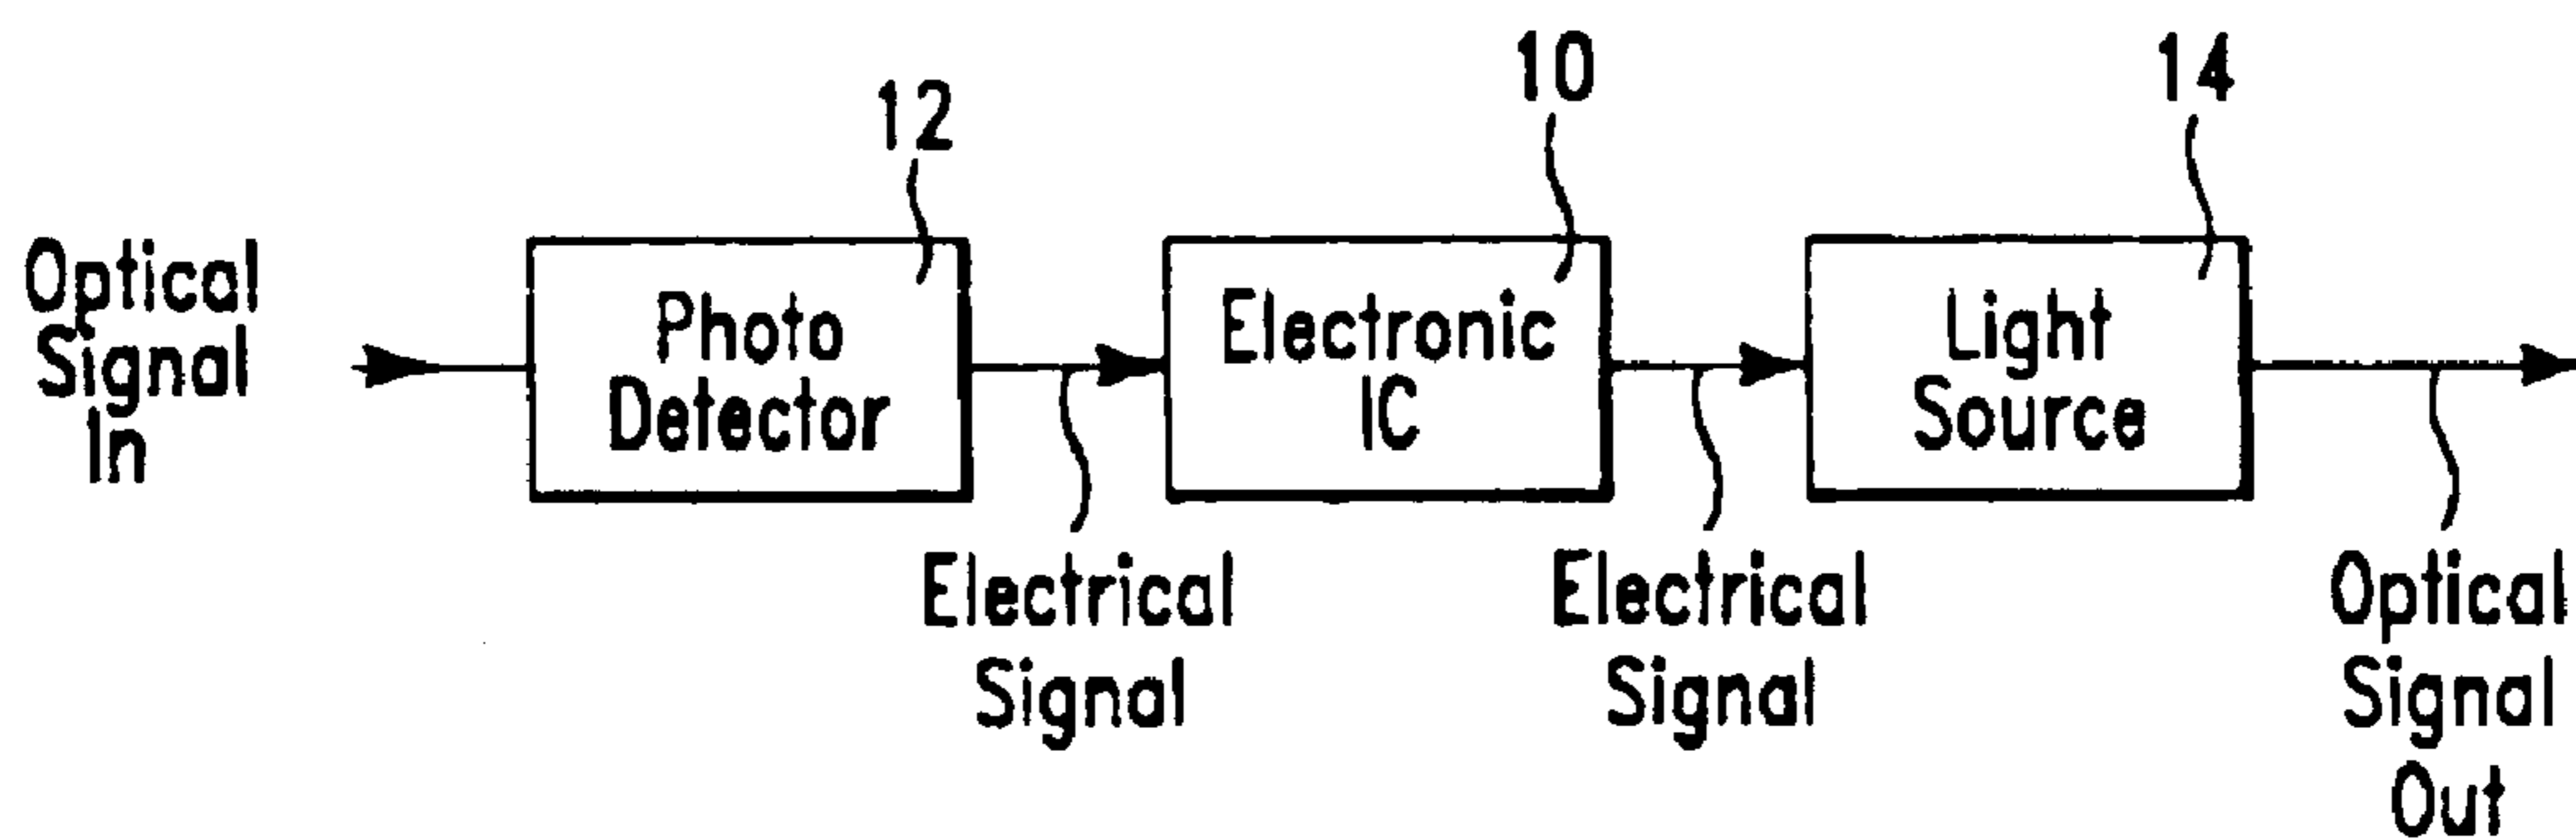 12
10
14
Optical
Signal
In
Photo
Detector
Electronic
IC
Light
Source
Electrical
Signal
Electrical
Signal
Optical
Signal
Out